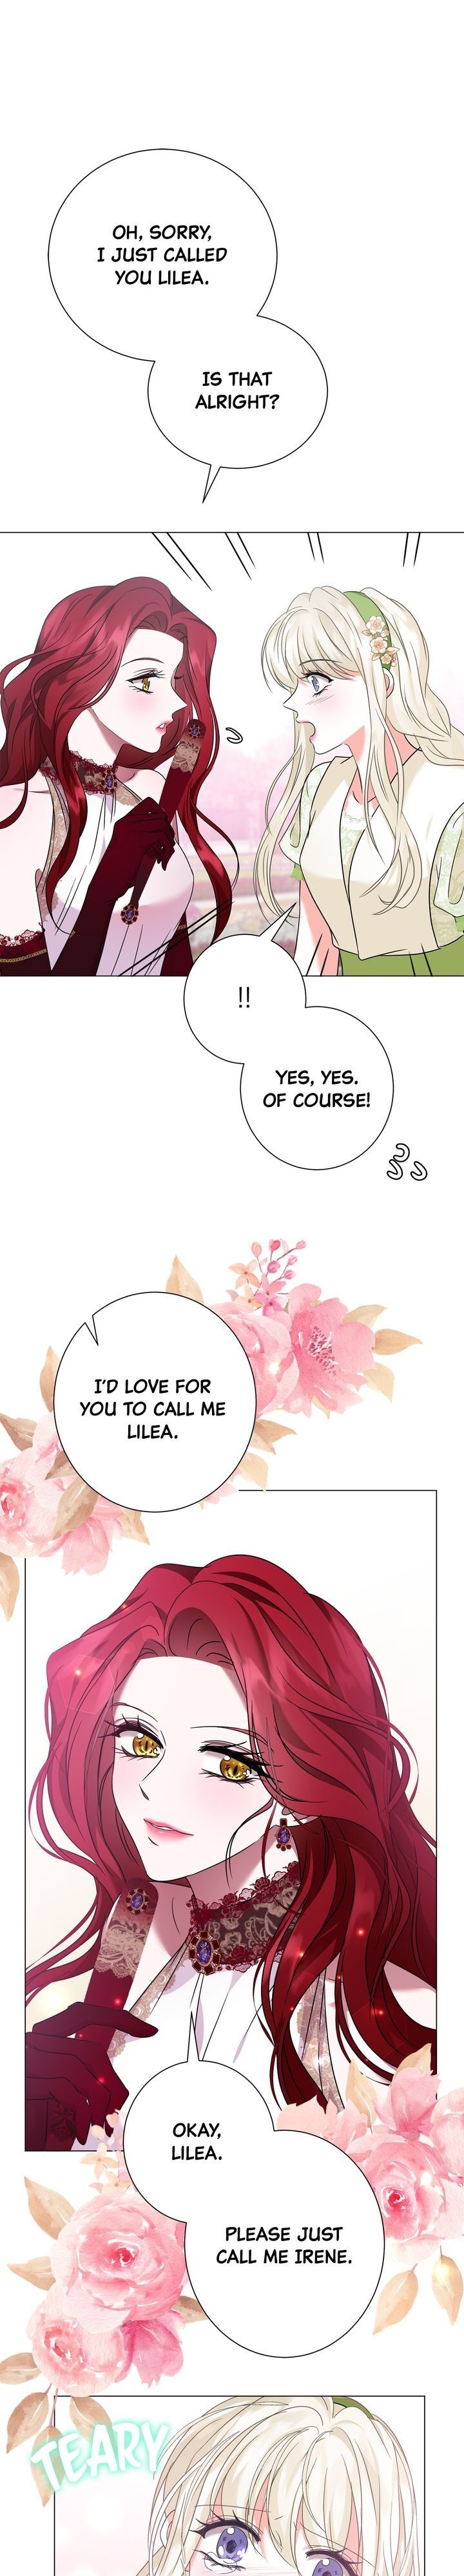 OH, SORRY,
I JUST CALLED
YOU LILEA.
IS THAT
ALRIGHT?
!!
YES, YES.
OF COURSE!
I'D LOVE FOR
YOU TO CALL ME
LILEA.
OKAY,
LILEA.
PLEASE JUST
CALL ME IRENE.
TEARY